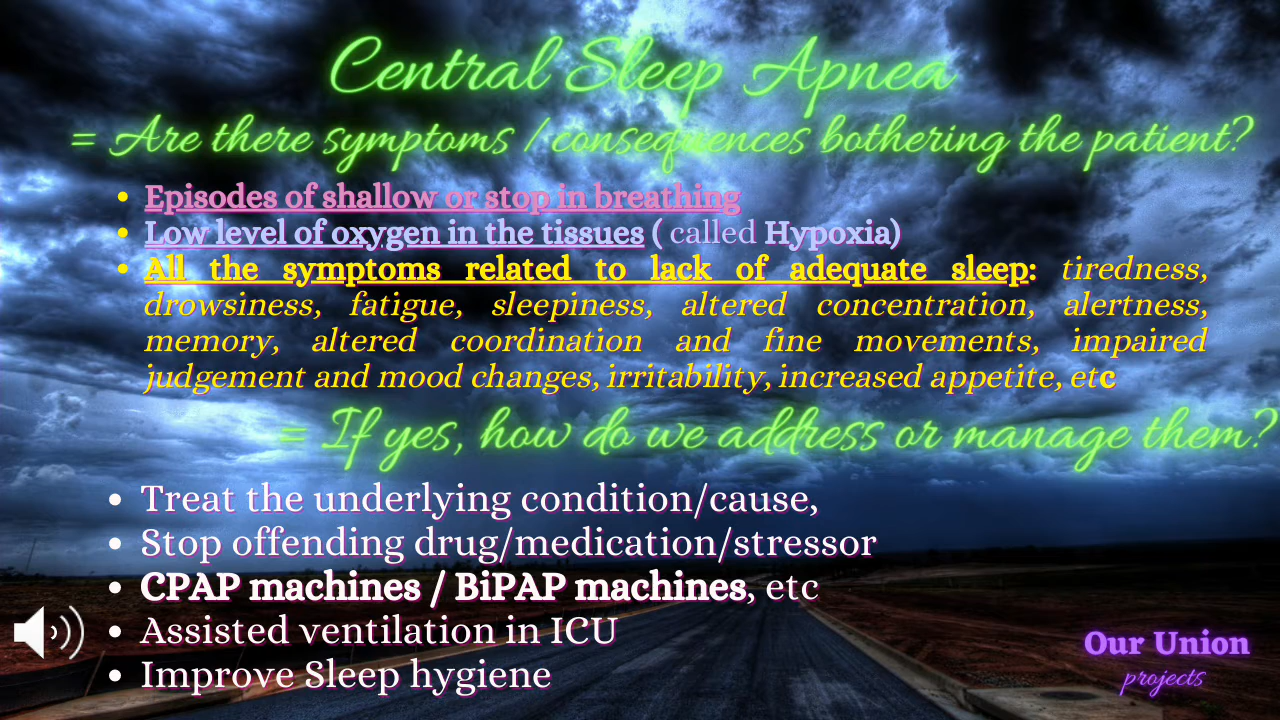 Central Sleep Apnea
= Are there symptoms / consequences bothering the patient?
• Episodes of shallow or stop in breathing
• Low level of oxygen in the tissues ( called Hypoxia)
• All the symptoms related to lack of adequate sleep: tiredness,
drowsiness, fatigue, sleepiness, altered concentration, alertness,
memory, altered coordination and fine movements, impaired
judgement and mood changes, irritability, increased appetite, etc
= If yes, how do we address or manage them?
• Treat the underlying condition/cause,
• Stop offending drug/medication/stressor
• CPAP machines / BiPAP machines, etc
• Assisted ventilation in ICU
• Improve Sleep hygiene
Our Union
projects